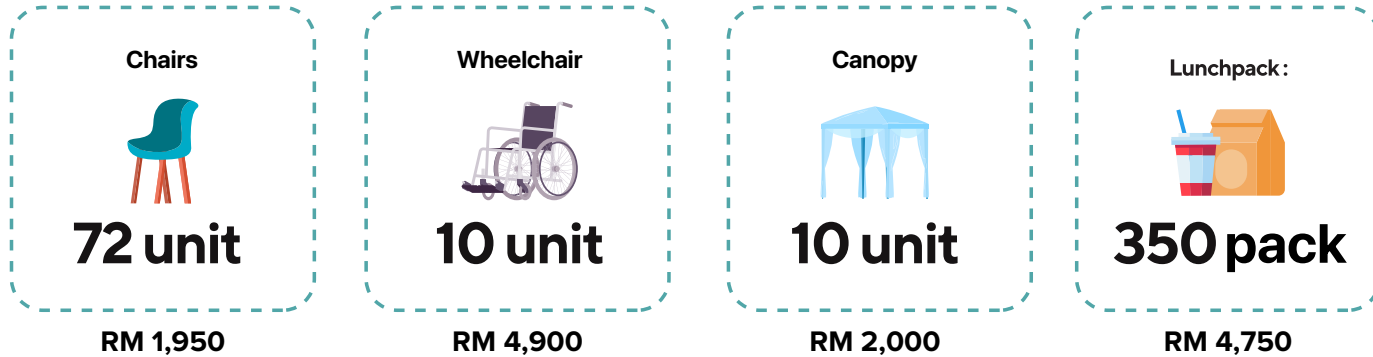 Chairs
72 unit
RM 1,950
Wheelchair
10 unit
RM 4,900
Canopy
10 unit
RM 2,000
Lunchpack:
350 pack
RM 4,750